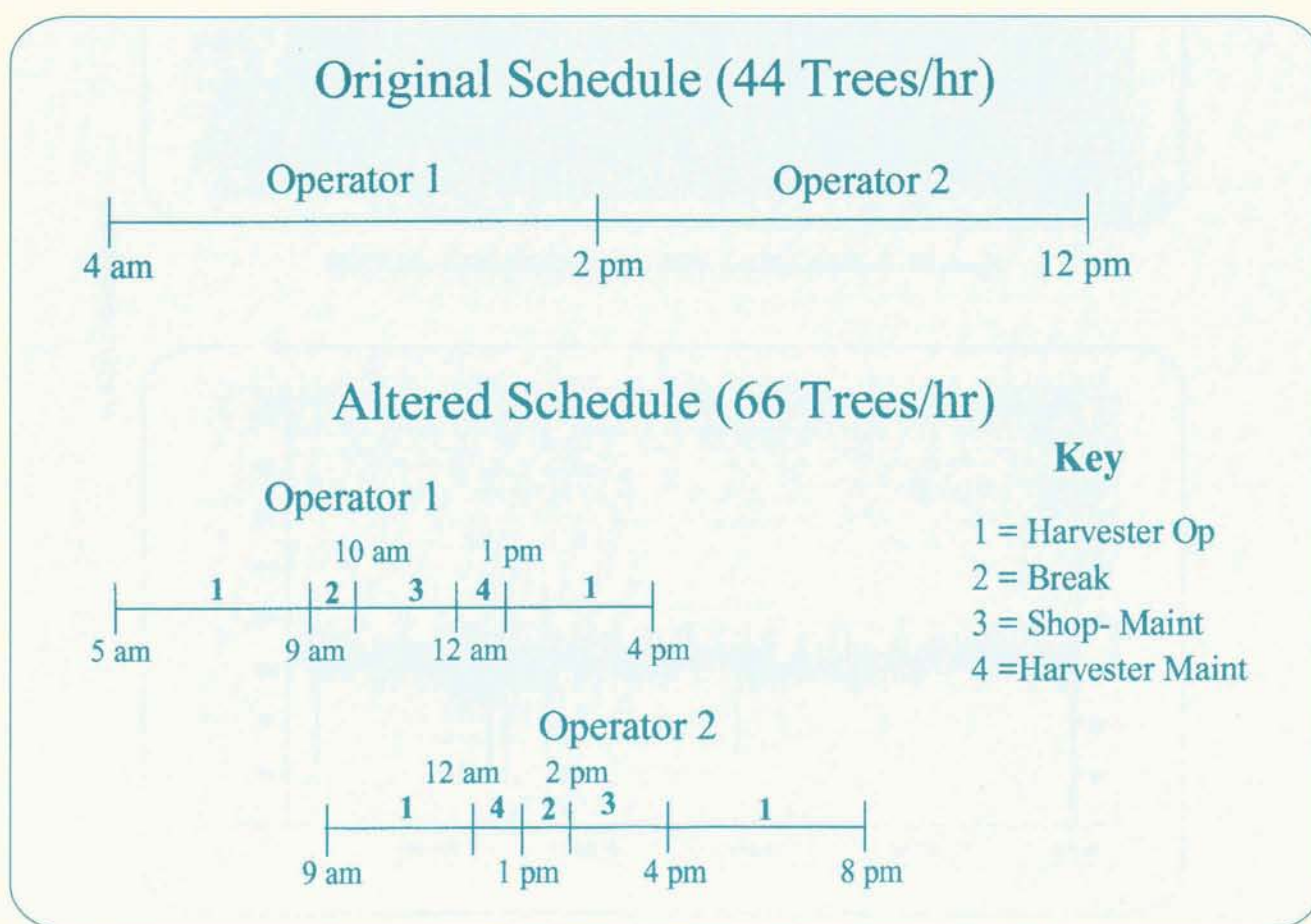 Original Schedule (44 Trees/hr)
Operator 1
Operator 2
4 am
2 pm
12 pm
Altered Schedule (66 Trees/hr)
Key
1 = Harvester Op
2 = Break
3 = Shop- Maint
4 =Harvester Maint
Operator 1
10 am
1 pm
1
2
3
4
1
5 am
9 am
12 am
4 pm
Operator 2
12 am
2 pm
1
4
2
3
1
9 am
1 pm
4 pm
8 pm